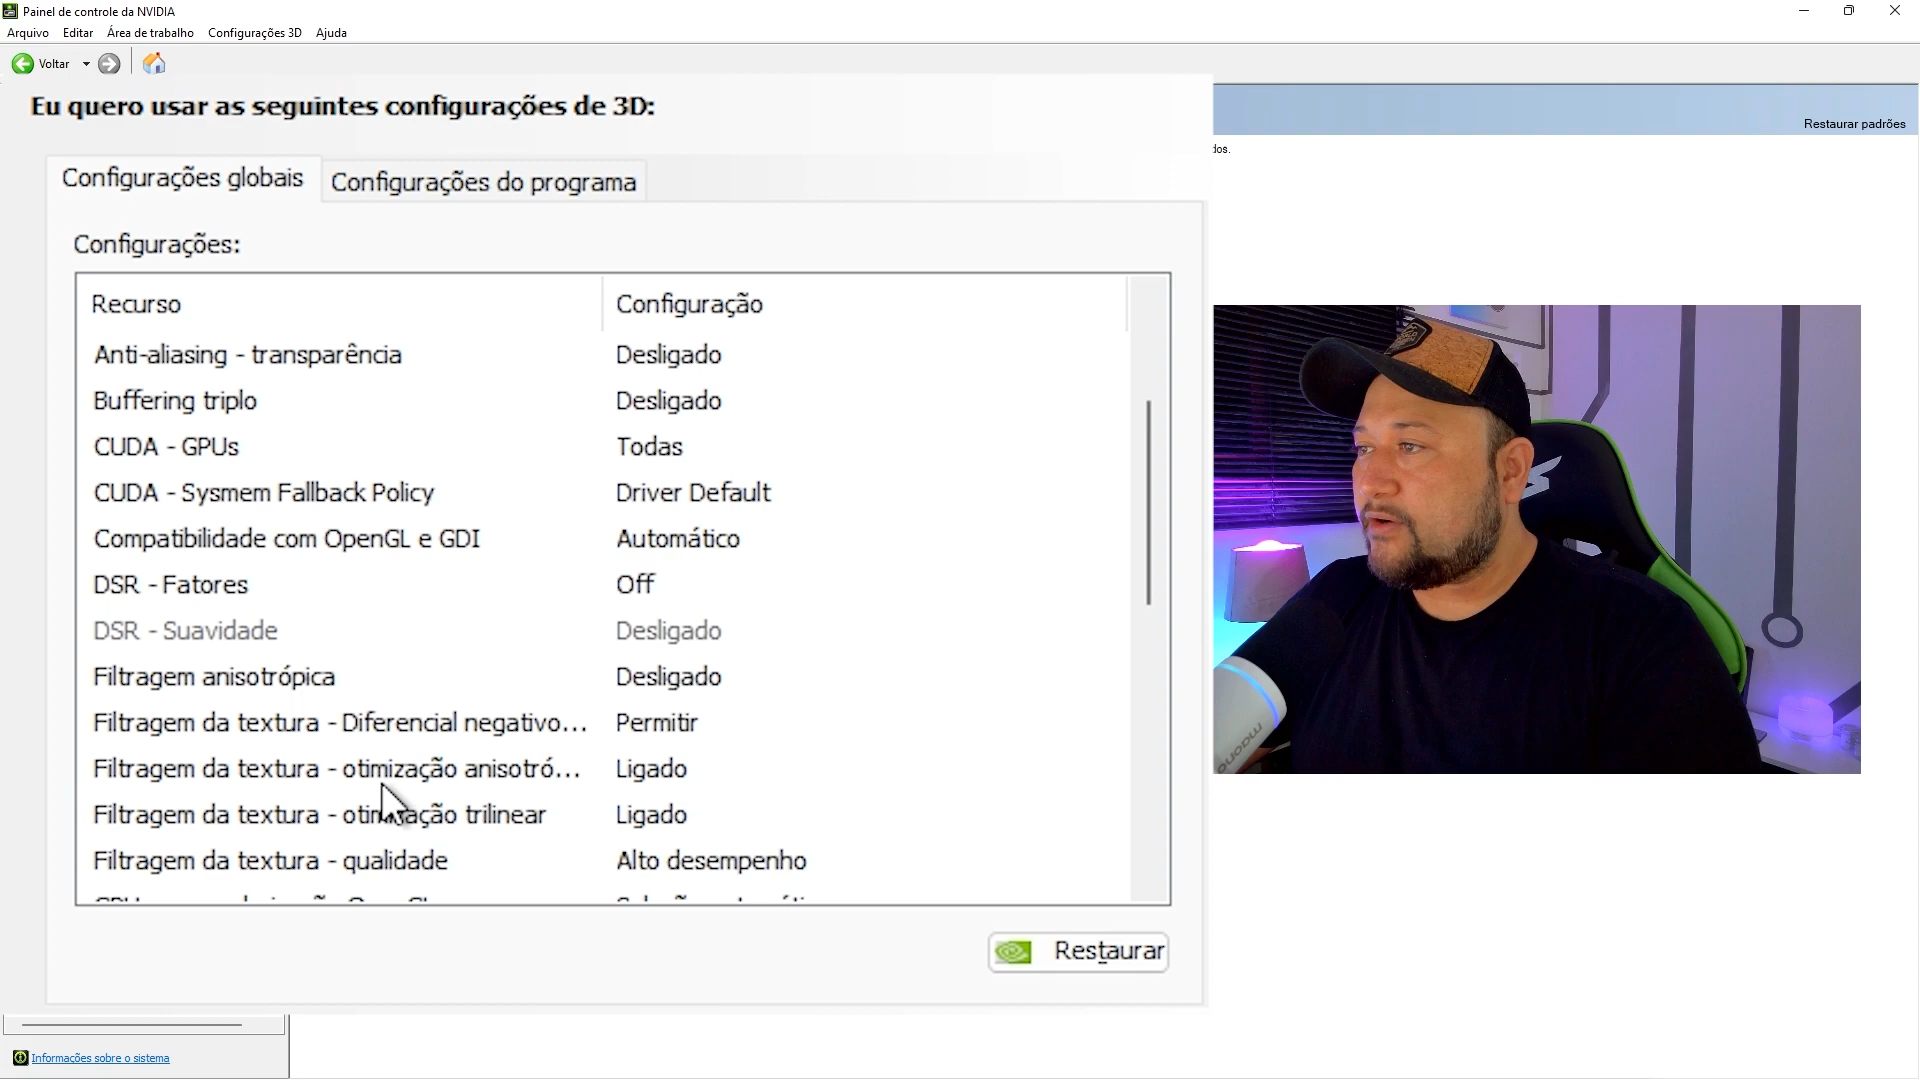 Painel de controle da NVIDIA
Arquivo Editar Área de trabalho Configurações 3D Ajuda
Voltar
Eu quero usar as seguintes configurações de 3D:
Restaurar padrões
dos.
Configurações globais Configurações do programa
Configurações:
Recurso Configuração
Anti-aliasing - transparência Desligado
Buffering triplo Desligado
CUDA - GPUs Todas
CUDA - Sysmem Fallback Policy Driver Default
Compatibilidade com OpenGL e GDI Automático
DSR - Fatores Off
DSR - Suavidade Desligado
Filtragem anisotrópica Desligado
Filtragem da textura - Diferencial negativo... Permitir
Filtragem da textura - otimização anisotró... Ligado
Filtragem da textura - otimização trilinear Ligado
Filtragem da textura - qualidade Alto desempenho
Restaurar
Informações sobre o sistema